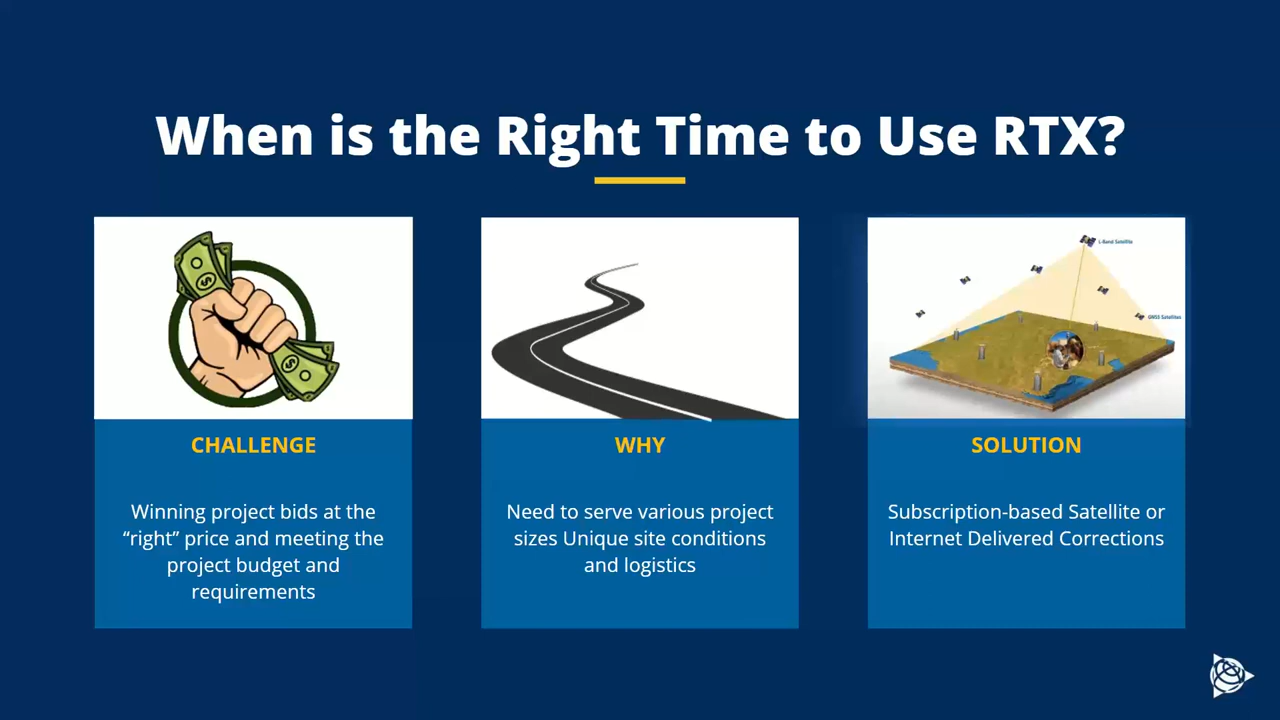 When is the Right Time to Use RTX?
L-Band Satellite
GNSS Satellites
CHALLENGE
Winning project bids at the
“right” price and meeting the
project budget and
requirements
WHY
Need to serve various project
sizes Unique site conditions
and logistics
SOLUTION
Subscription-based Satellite or
Internet Delivered Corrections